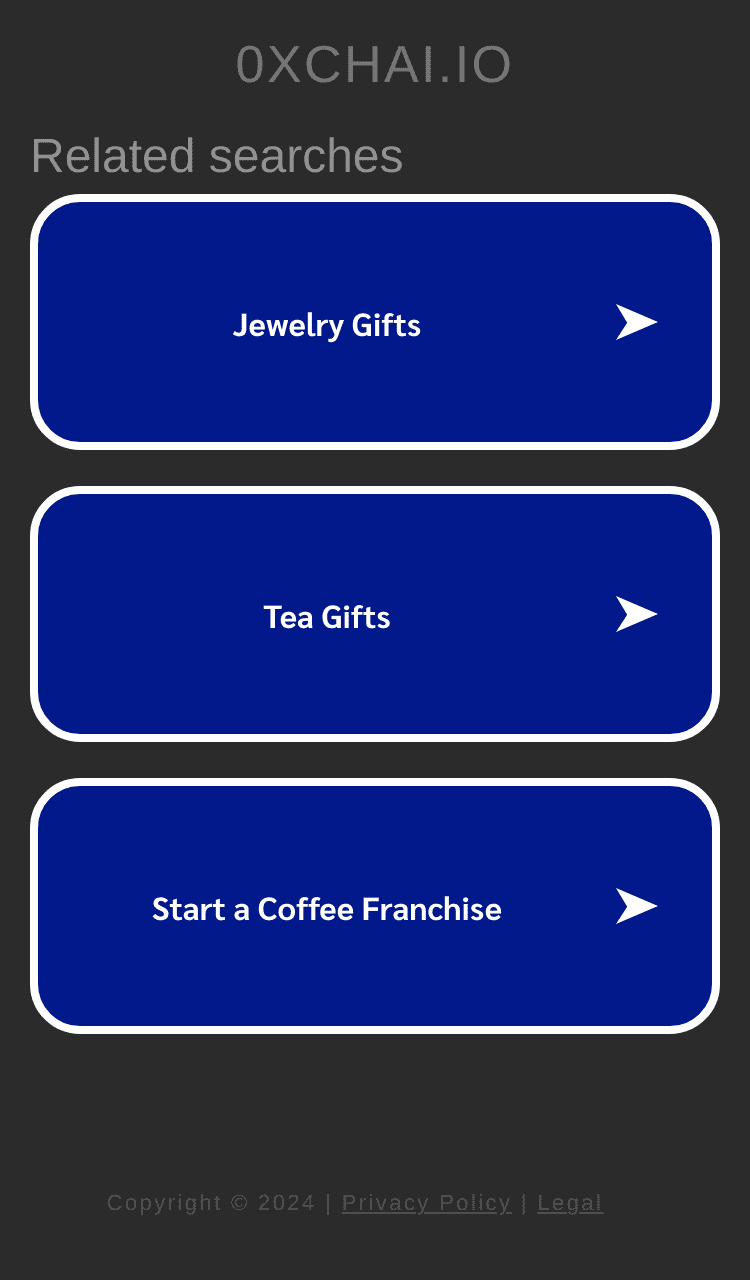 0XCHAI.IO
Related searches
Jewelry Gifts
Tea Gifts
Start a Coffee Franchise
Copyright © 2024 | Privacy Policy | Legal